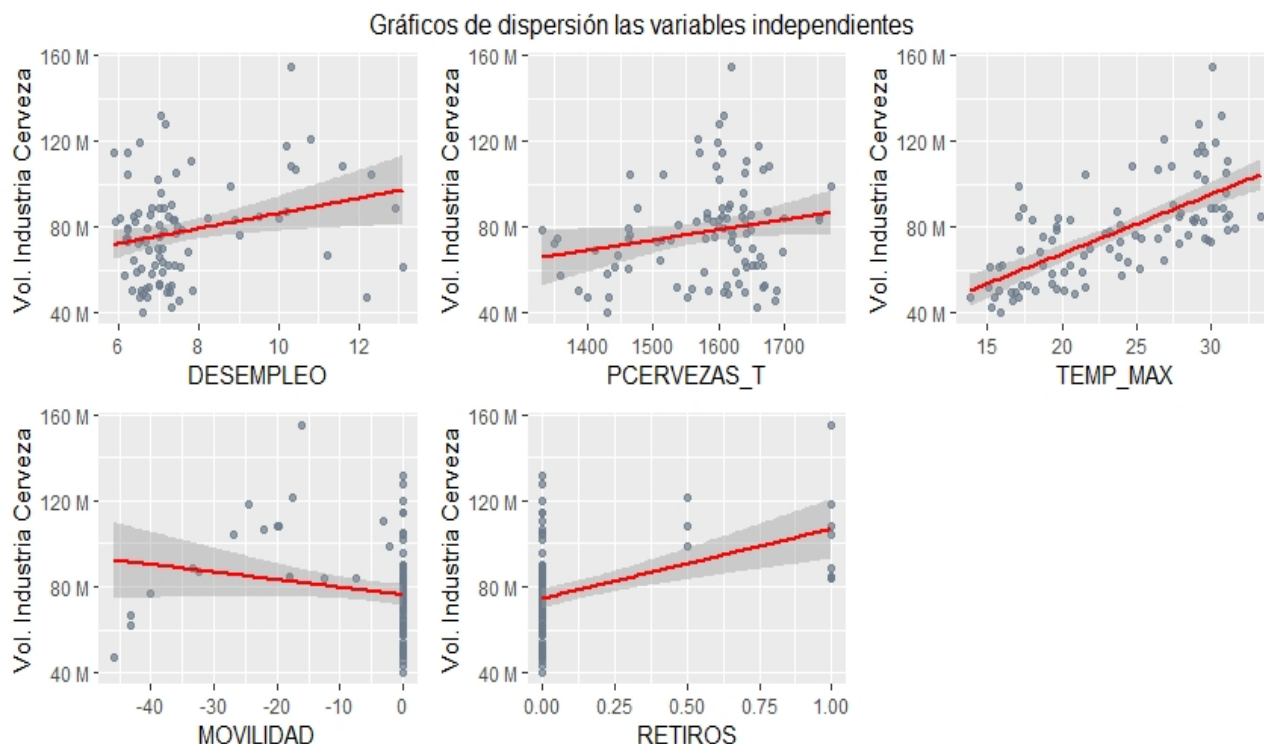 Gráficos de dispersión las variables independientes
Vol. Industria Cerveza
160 M
120 M
80 M
40 M
6 8 10 12
DESEMPLEO
Vol. Industria Cerveza
160 M
120 M
80 M
40 M
1400 1500 1600 1700
PCERVEZAS_T
Vol. Industria Cerveza
160 M
120 M
80 M
40 M
15 20 25 30
TEMP_MAX
Vol. Industria Cerveza
160 M
120 M
80 M
40 M
-40 -30 -20 -10 0
MOVILIDAD
Vol. Industria Cerveza
160 M
120 M
80 M
40 M
0.00 0.25 0.50 0.75 1.00
RETIROS